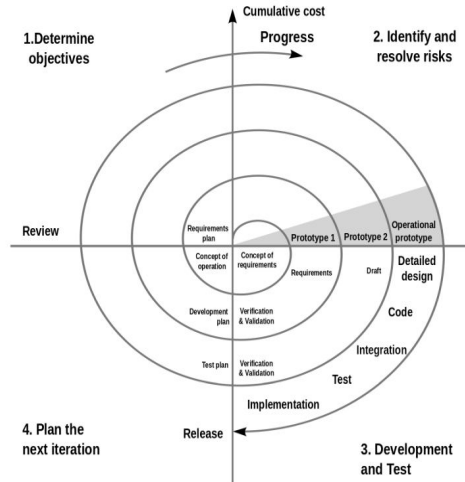 Cumulative cost
1.Determine
objectives
Progress
2. Identify and
resolve risks
Review
Requirements
plan
Prototype 1
Prototype 2
Operational
prototype
Concept of
operation
Concept of
requirements
Requirements
Draft
Detailed
design
Development
plan
Verification
& Validation
Code
Integration
Test plan
Verification
& Validation
Test
Implementation
4. Plan the
next iteration
Release
3. Development
and Test